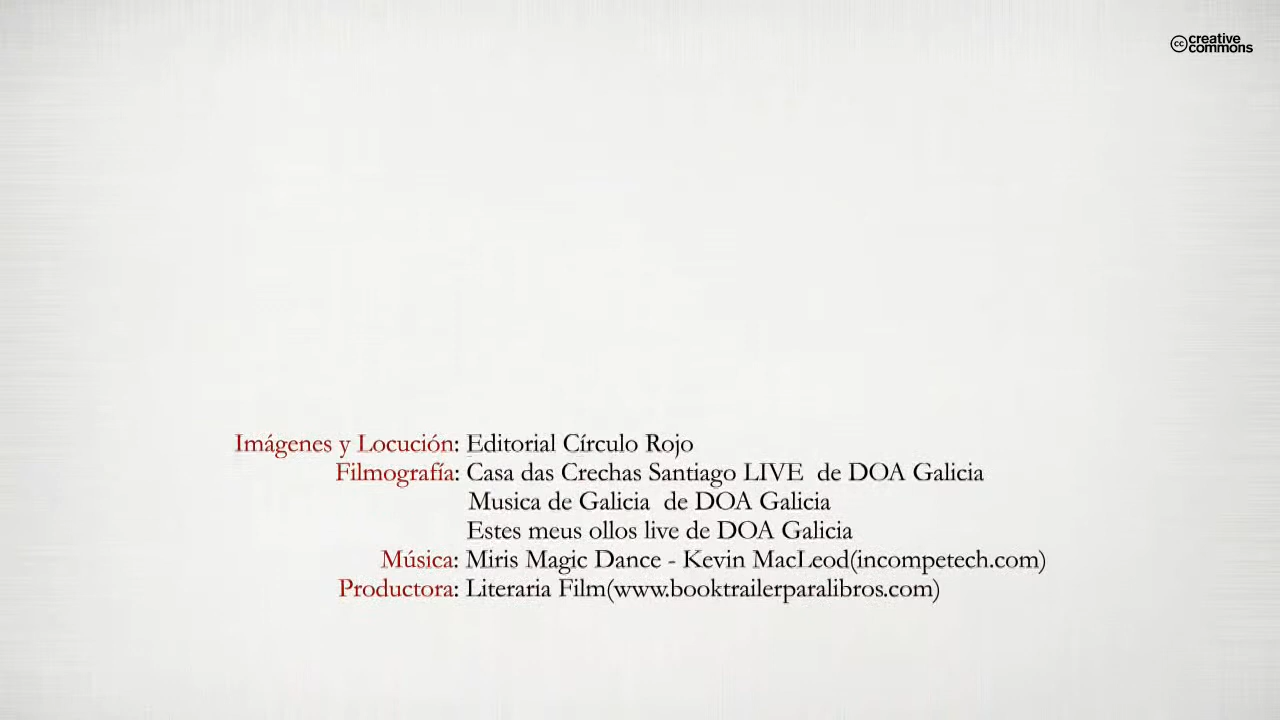 creative
commons
Imágenes y Locución: Editorial Círculo Rojo
Filmografía: Casa das Crechas Santiago LIVE de DOA Galicia
Musica de Galicia de DOA Galicia
Estes meus ollos live de DOA Galicia
Música: Miris Magic Dance - Kevin MacLeod(incompetech.com)
Productora: Literaria Film(www.booktrailerparalibros.com)